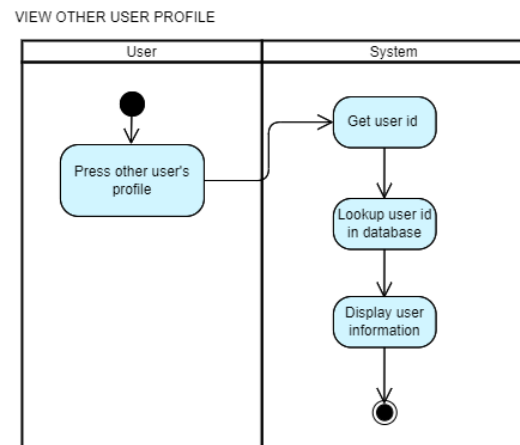 VIEW OTHER USER PROFILE
User
System
Press other user's
profile
Get user id
Lookup user id
in database
Display user
information